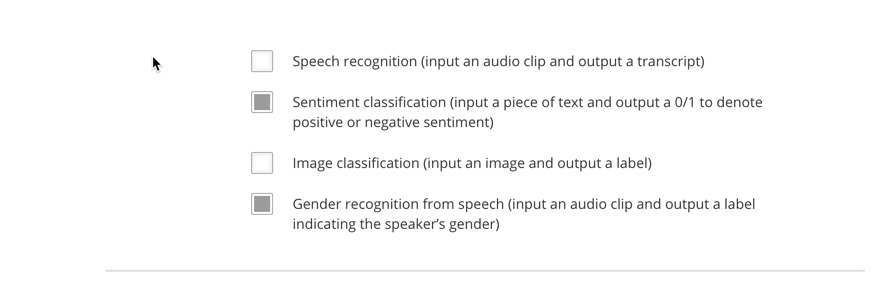 Speech recognition (input an audio clip and output a transcript)
Sentiment classification (input a piece of text and output a 0/1 to denote
positive or negative sentiment)
Image classification (input an image and output a label)
Gender recognition from speech (input an audio clip and output a label
indicating the speaker’s gender)